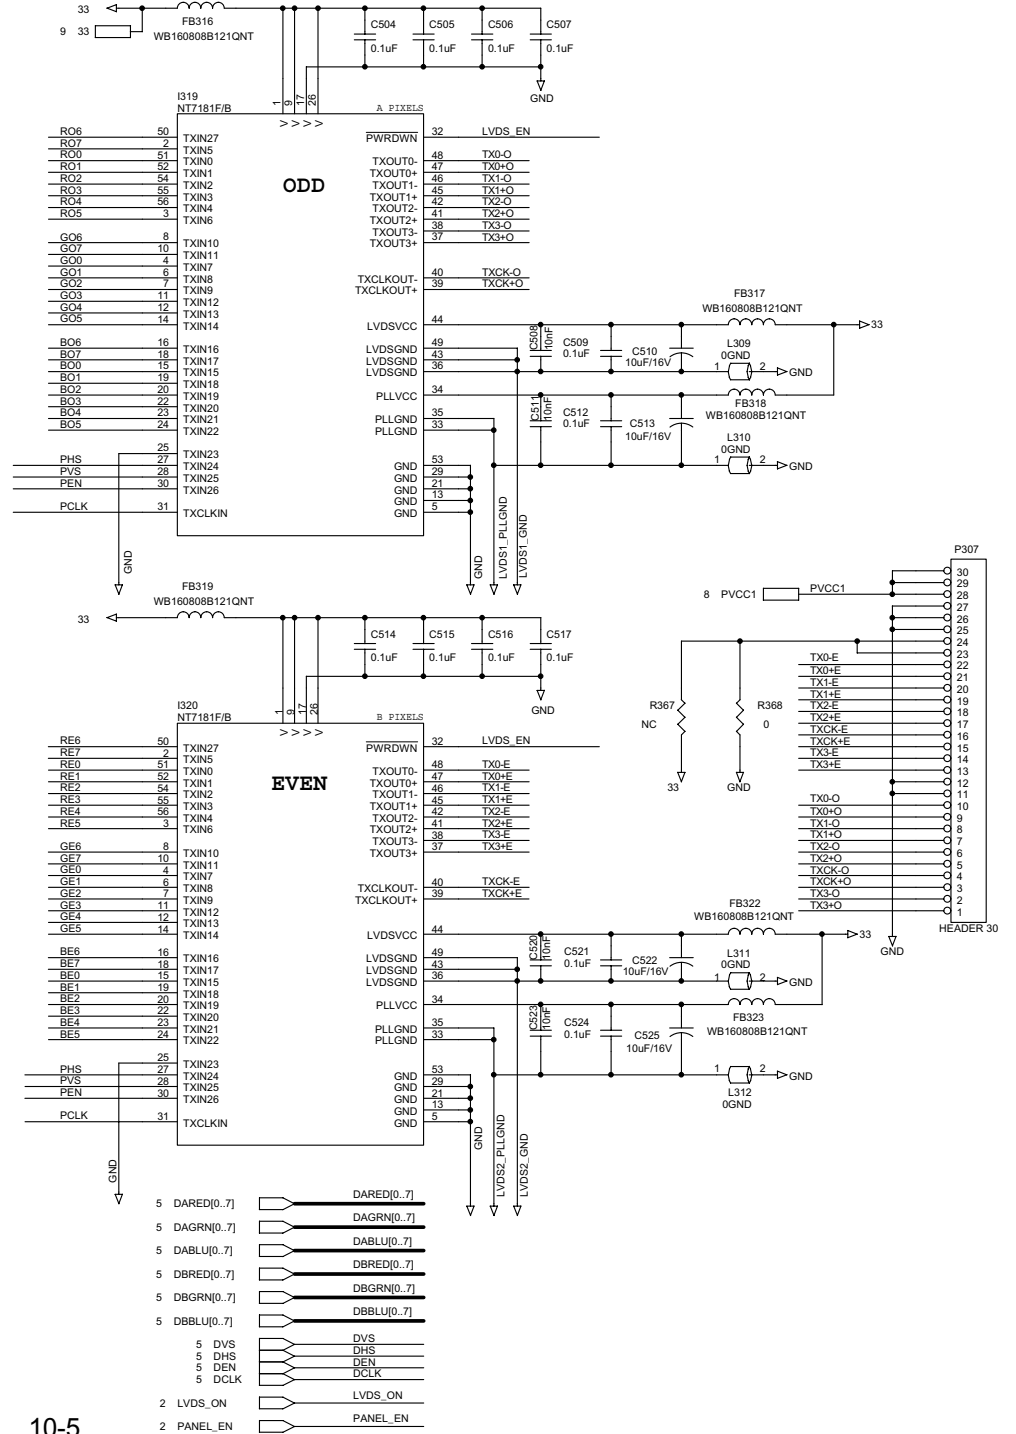 33
9 33
FB316
WB160808B121QNT
C504
0.1uF
C505
0.1uF
C506
0.1uF
C507
0.1uF
GND
I319
NT7181F/B
1
9
17
26
A PIXELS
ODD
RO6 50 TXIN27
RO7 2 TXIN5
RO0 51 TXIN0
RO1 52 TXIN1
RO2 54 TXIN2
RO3 55 TXIN3
RO4 56 TXIN4
RO5 3 TXIN6
GO6 8 TXIN10
GO7 10 TXIN11
GO0 4 TXIN7
GO1 6 TXIN8
GO2 7 TXIN9
GO3 11 TXIN12
GO4 12 TXIN13
GO5 14 TXIN14
BO6 16 TXIN16
BO7 18 TXIN17
BO0 15 TXIN15
BO1 19 TXIN18
BO2 20 TXIN19
BO3 22 TXIN20
BO4 23 TXIN21
BO5 24 TXIN22
25 TXIN23
PHS 27 TXIN24
PVS 28 TXIN25
PEN 30 TXIN26
PCLK 31 TXCLKIN
GND
PWRDWN 32 LVDS_EN
TXOUT0- 48 TX0-O
TXOUT0+ 47 TX0+O
TXOUT1- 46 TX1-O
TXOUT1+ 45 TX1+O
TXOUT2- 42 TX2-O
TXOUT2+ 41 TX2+O
TXOUT3- 38 TX3-O
TXOUT3+ 37 TX3+O
TXCLKOUT- 40 TXCK-O
TXCLKOUT+ 39 TXCK+O
LVDSVCC 44
LVDSGND 49
LVDSGND 43
LVDSGND 36
PLLVCC 34
PLLGND 35
PLLGND 33
GND 53
GND 29
GND 21
GND 13
GND 5
GND
LVDS1_PLLGND
LVDS1_GND
C508
10nF
C509
0.1uF
C510
10uF/16V
FB317
WB160808B121QNT
33
L309
0GND
1 2 GND
C511
10nF
C512
0.1uF
C513
10uF/16V
FB318
WB160808B121QNT
L310
0GND
1 2 GND
FB319
WB160808B121QNT
33
C514
0.1uF
C515
0.1uF
C516
0.1uF
C517
0.1uF
GND
I320
NT7181F/B
1
9
17
26
B PIXELS
EVEN
RE6 50 TXIN27
RE7 2 TXIN5
RE0 51 TXIN0
RE1 52 TXIN1
RE2 54 TXIN2
RE3 55 TXIN3
RE4 56 TXIN4
RE5 3 TXIN6
GE6 8 TXIN10
GE7 10 TXIN11
GE0 4 TXIN7
GE1 6 TXIN8
GE2 7 TXIN9
GE3 11 TXIN12
GE4 12 TXIN13
GE5 14 TXIN14
BE6 16 TXIN16
BE7 18 TXIN17
BE0 15 TXIN15
BE1 19 TXIN18
BE2 20 TXIN19
BE3 22 TXIN20
BE4 23 TXIN21
BE5 24 TXIN22
25 TXIN23
PHS 27 TXIN24
PVS 28 TXIN25
PEN 30 TXIN26
PCLK 31 TXCLKIN
GND
PWRDWN 32 LVDS_EN
TXOUT0- 48 TX0-E
TXOUT0+ 47 TX0+E
TXOUT1- 46 TX1-E
TXOUT1+ 45 TX1+E
TXOUT2- 42 TX2-E
TXOUT2+ 41 TX2+E
TXOUT3- 38 TX3-E
TXOUT3+ 37 TX3+E
TXCLKOUT- 40 TXCK-E
TXCLKOUT+ 39 TXCK+E
LVDSVCC 44
LVDSGND 49
LVDSGND 43
LVDSGND 36
PLLVCC 34
PLLGND 35
PLLGND 33
GND 53
GND 29
GND 21
GND 13
GND 5
GND
LVDS2_PLLGND
LVDS2_GND
C520
10nF
C521
0.1uF
C522
10uF/16V
FB322
WB160808B121QNT
33
L311
0GND
1 2 GND
C523
10nF
C524
0.1uF
C525
10uF/16V
FB323
WB160808B121QNT
1 2 GND
L312
0GND
P307
8 PVCC1 PVCC1
30
29
28
27
26
25
24
23
TX0-E 22
TX0+E 21
TX1-E 20
TX1+E 19
TX2-E 18
TX2+E 17
TXCK-E 16
TXCK+E 15
TX3-E 14
TX3+E 13
12
11
TX0-O 10
TX0+O 9
TX1-O 8
TX1+O 7
TX2-O 6
TX2+O 5
TXCK-O 4
TXCK+O 3
TX3-O 2
TX3+O 1
HEADER 30
GND
R367
NC
33
R368
0
GND
5 DARED[0..7] DARED[0..7]
5 DAGRN[0..7] DAGRN[0..7]
5 DABLU[0..7] DABLU[0..7]
5 DBRED[0..7] DBRED[0..7]
5 DBGRN[0..7] DBGRN[0..7]
5 DBBLU[0..7] DBBLU[0..7]
5 DVS DVS
5 DHS DHS
5 DEN DEN
5 DCLK DCLK
2 LVDS_ON LVDS_ON
2 PANEL_EN PANEL_EN
10-5